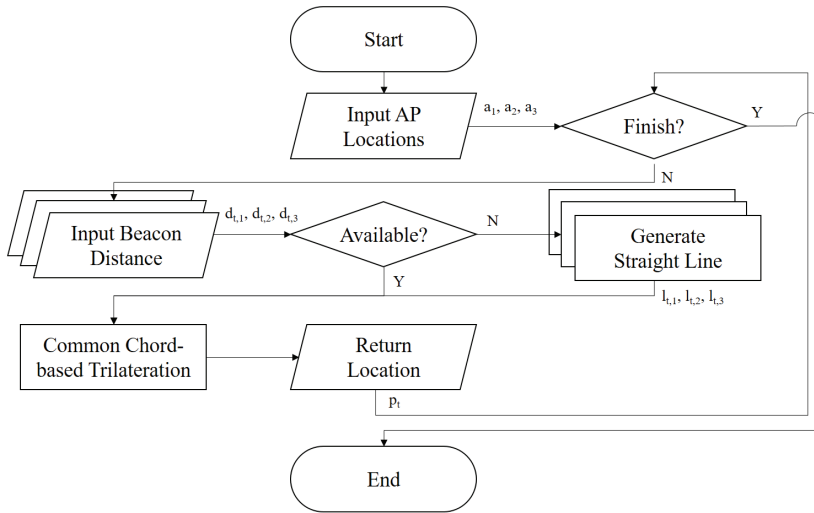 Start
Input AP
Locations
a₁, a₂, a₃
Finish?
Y
N
Input Beacon
Distance
dₜ,₁, dₜ,₂, dₜ,₃
Available?
N
Generate
Straight Line
Y
lₜ,₁, lₜ,₂, lₜ,₃
Common Chord-
based Trilateration
Return
Location
pₜ
End